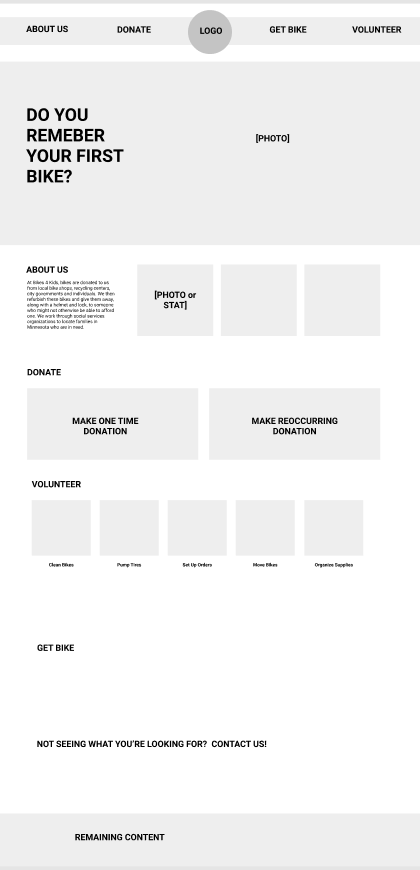 ABOUT US
DONATE
LOGO
GET BIKE
VOLUNTEER
DO YOU
REMEBER
YOUR FIRST
BIKE?
[PHOTO]
ABOUT US
At Bikes 4 Kids, bikes are donated to us
from local bike shops, recycling centers,
city governments and individuals. We then
refurbish these bikes and give them away,
along with a helmet and lock, to someone
who might not otherwise be able to afford
one. We work through social services
organizations to locate families in
Minnesota who are in need.
[PHOTO or
STAT]
DONATE
MAKE ONE TIME
DONATION
MAKE REOCCURRING
DONATION
VOLUNTEER
Clean Bikes
Pump Tires
Set Up Orders
Move Bikes
Organize Supplies
GET BIKE
NOT SEEING WHAT YOU'RE LOOKING FOR? CONTACT US!
REMAINING CONTENT